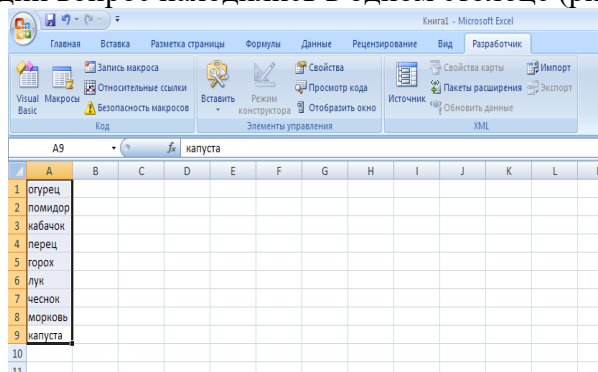 один вопрос находились в одном столбце (ри
Книга1 - Microsoft Excel
Главная Вставка Разметка страницы Формулы Данные Рецензирование Вид Разработчик
Visual Basic
Макросы
Запись макроса
Относительные ссылки
Безопасность макросов
Код
Вставить
Режим конструктора
Свойства
Просмотр кода
Отобразить окно
Элементы управления
Источник
Свойства карты
Пакеты расширения
Обновить данные
Импорт
Экспорт
XML
A9 fx капуста
A B C D E F G H I J K L
1 огурец
2 помидор
3 кабачок
4 перец
5 горох
6 лук
7 чеснок
8 морковь
9 капуста
10
11